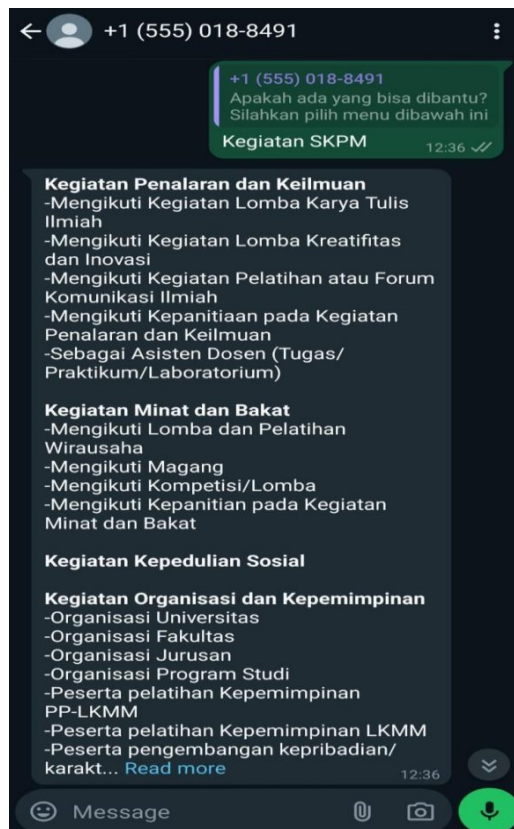 +1 (555) 018-8491
+1 (555) 018-8491
Apakah ada yang bisa dibantu?
Silahkan pilih menu dibawah ini
Kegiatan SKPM
12:36
Kegiatan Penalaran dan Keilmuan
-Mengikuti Kegiatan Lomba Karya Tulis
Ilmiah
-Mengikuti Kegiatan Lomba Kreatifitas
dan Inovasi
-Mengikuti Kegiatan Pelatihan atau Forum
Komunikasi Ilmiah
-Mengikuti Kepanitiaan pada Kegiatan
Penalaran dan Keilmuan
-Sebagai Asisten Dosen (Tugas/
Praktikum/Laboratorium)
Kegiatan Minat dan Bakat
-Mengikuti Lomba dan Pelatihan
Wirausaha
-Mengikuti Magang
-Mengikuti Kompetisi/Lomba
-Mengikuti Kepanitian pada Kegiatan
Minat dan Bakat
Kegiatan Kepedulian Sosial
Kegiatan Organisasi dan Kepemimpinan
-Organisasi Universitas
-Organisasi Fakultas
-Organisasi Jurusan
-Organisasi Program Studi
-Peserta pelatihan Kepemimpinan
PP-LKMM
-Peserta pelatihan Kepemimpinan LKMM
-Peserta pengembangan kepribadian/
karakt... Read more
12:36
Message